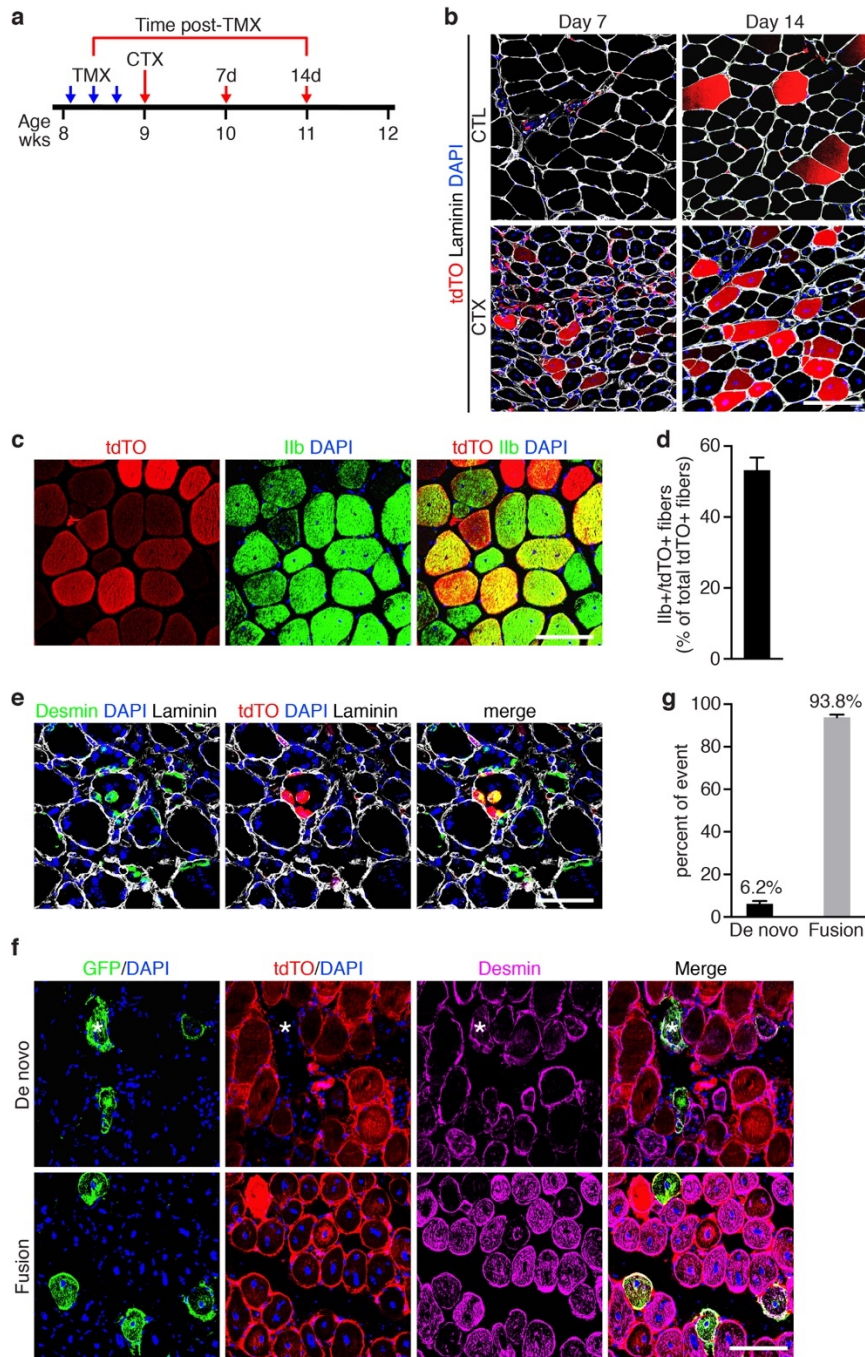 a
Time post-TMX
TMX
CTX
7d
14d
Age
wks
8
9
10
11
12
b
Day 7
Day 14
tdTO Laminin DAPI
CTL
CTX
c
tdTO
IIb DAPI
tdTO IIb DAPI
d
IIb+/tdTO+ fibers
(% of total tdTO+ fibers)
60
40
20
0
e
Desmin DAPI Laminin
tdTO DAPI Laminin
merge
g
percent of event
100
80
60
40
20
0
6.2%
93.8%
De novo
Fusion
f
GFP/DAPI
tdTO/DAPI
Desmin
Merge
De novo
*
*
*
*
Fusion